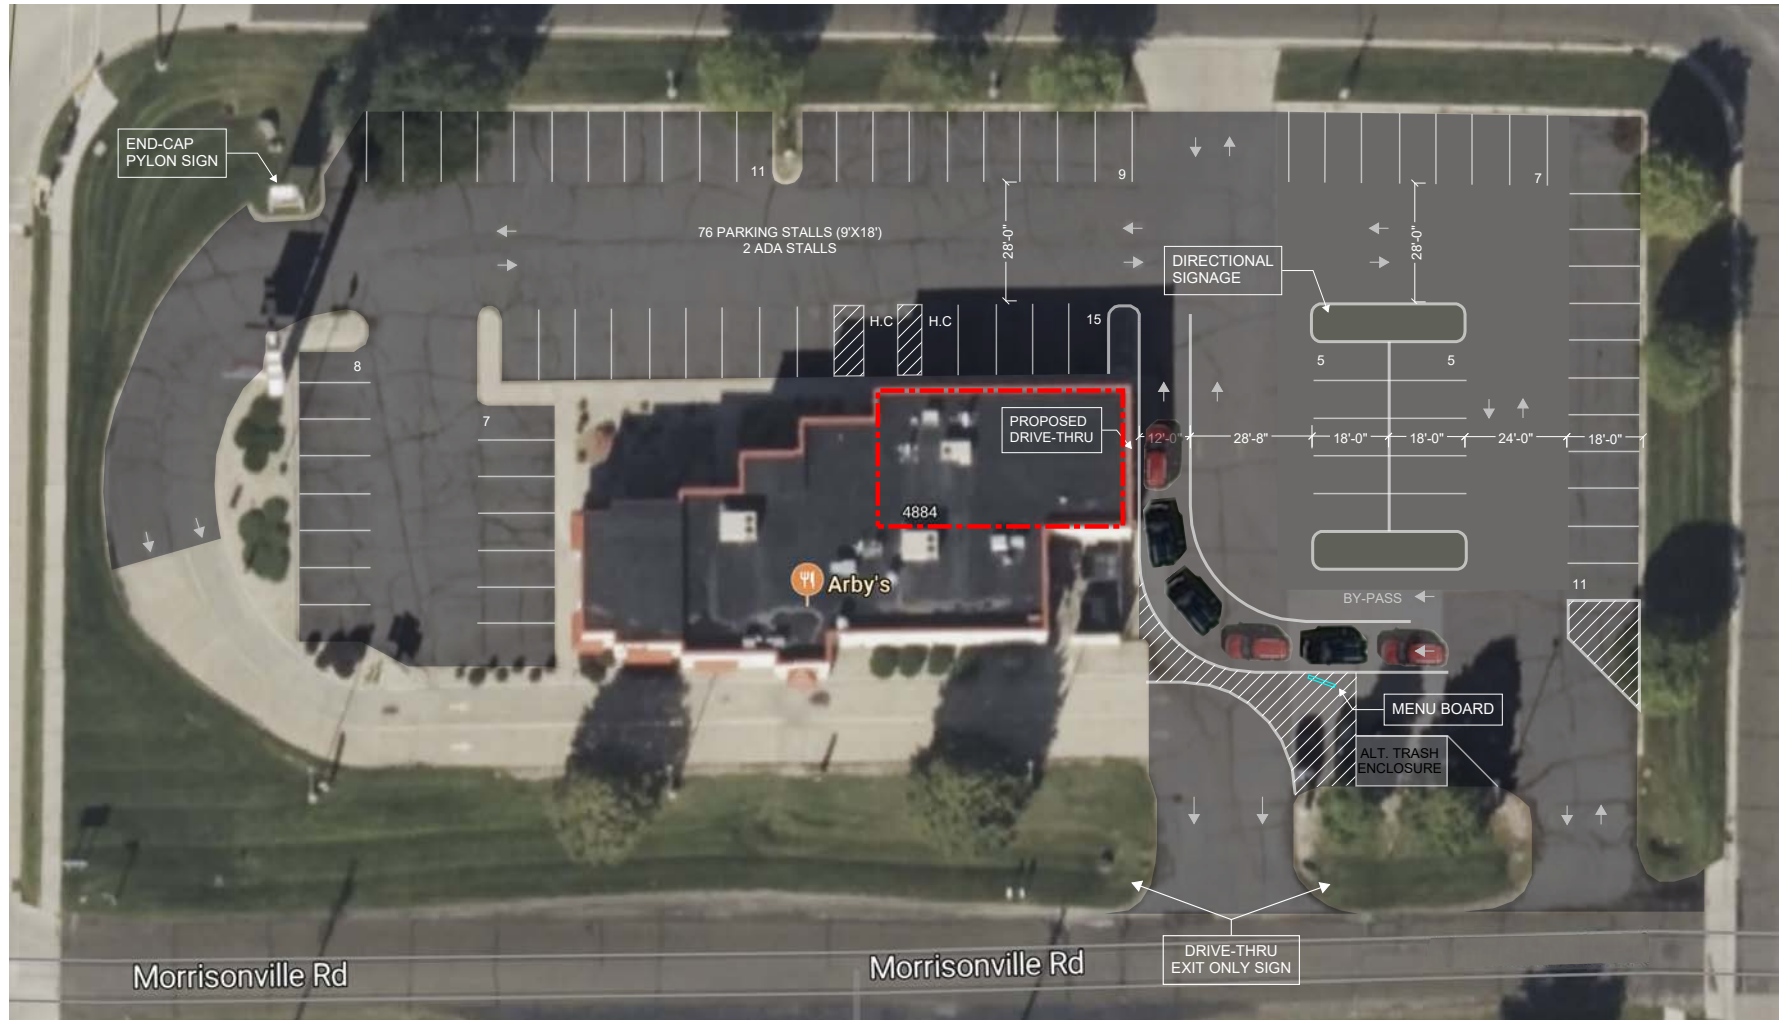 END-CAP
PYLON SIGN
11
9
7
76 PARKING STALLS (9'X18')
2 ADA STALLS
28'-0"
28'-0"
DIRECTIONAL
SIGNAGE
H.C
H.C
15
8
5
5
7
PROPOSED
DRIVE-THRU
12'-0"
28'-8"
18'-0"
18'-0"
24'-0"
18'-0"
4884
Arby's
11
BY-PASS
MENU BOARD
ALT. TRASH
ENCLOSURE
DRIVE-THRU
EXIT ONLY SIGN
Morrisonville Rd
Morrisonville Rd